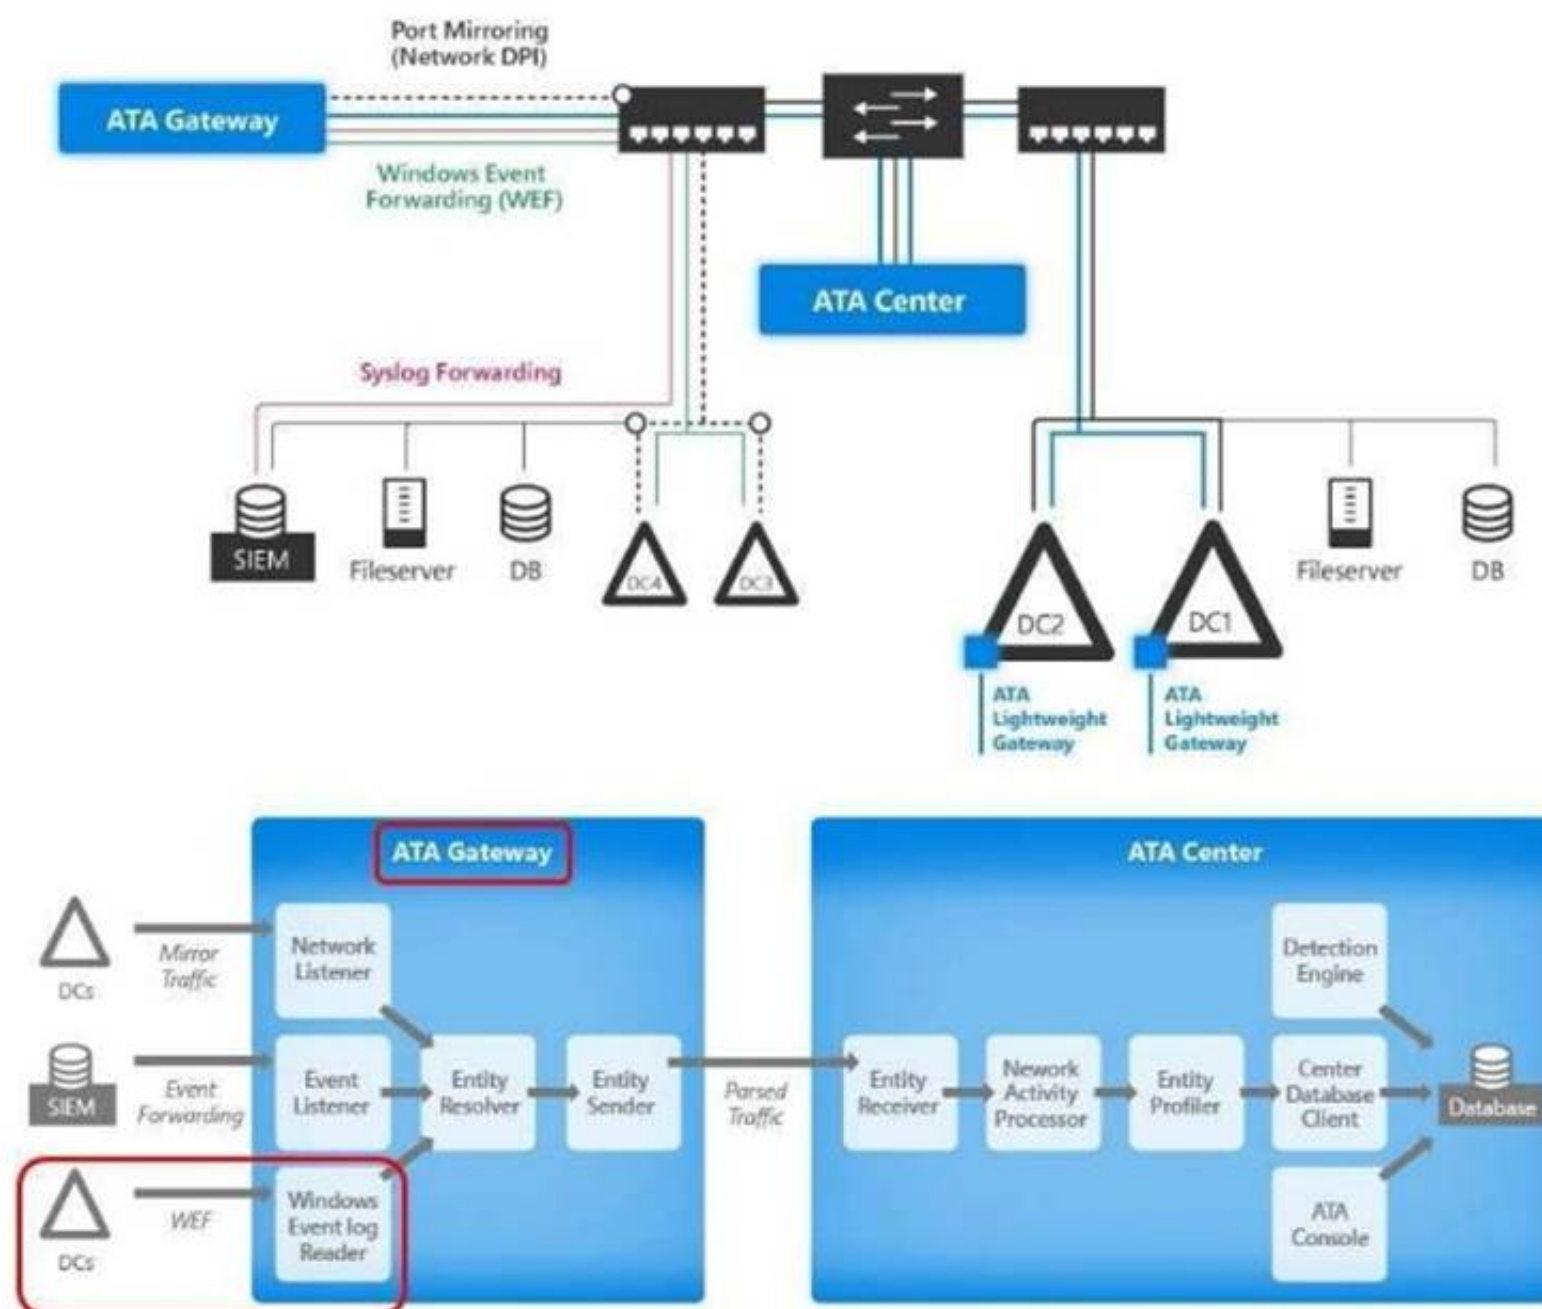 Port Mirroring
(Network DPI)
ATA Gateway
Windows Event
Forwarding (WEF)
ATA Center
Syslog Forwarding
SIEM
Fileserver
DB
DC4
DC3
DC2
DC1
Fileserver
DB
ATA
Lightweight
Gateway
ATA
Lightweight
Gateway
ATA Gateway
ATA Center
DCs
Mirror
Traffic
Network
Listener
Detection
Engine
SIEM
Event
Forwarding
Event
Listener
Entity
Resolver
Entity
Sender
Parsed
Traffic
Entity
Receiver
Nework
Activity
Processor
Entity
Profiler
Center
Database
Client
Database
DCs
WEF
Windows
Event log
Reader
ATA
Console